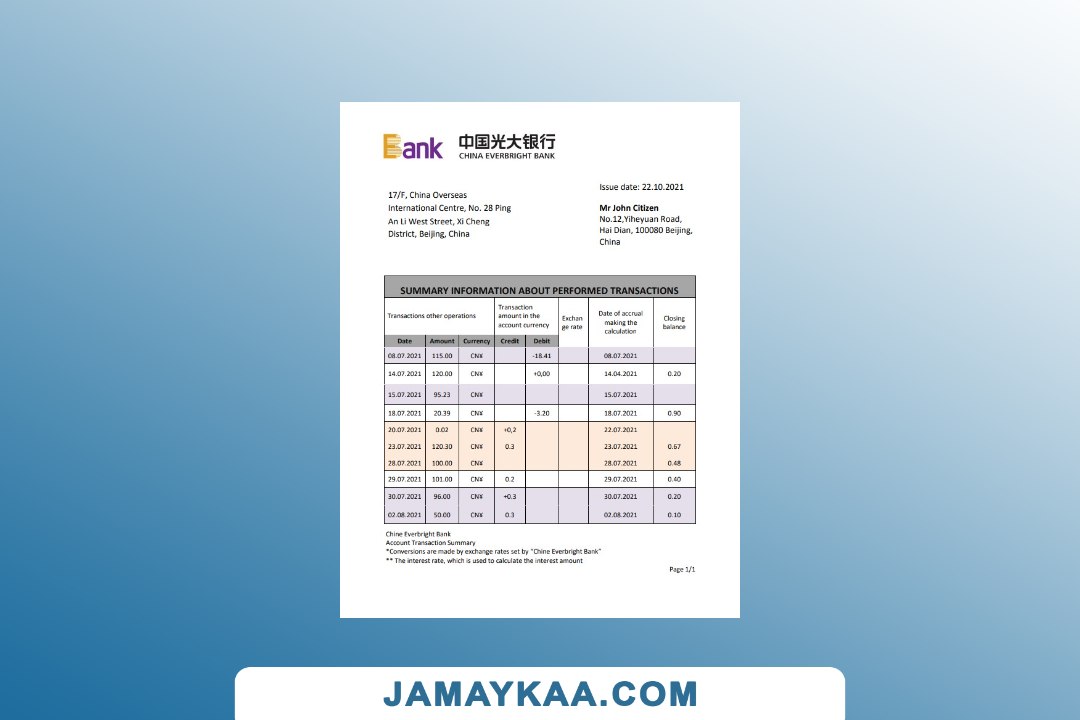 Bank 中国光大银行
CHINA EVERBRIGHT BANK
17/F, China Overseas
International Centre, No. 28 Ping
An Li West Street, Xi Cheng
District, Beijing, China
Issue date: 22.10.2021
Mr John Citizen
No.12,Yiheyuan Road,
Hai Dian, 100080 Beijing,
China
SUMMARY INFORMATION ABOUT PERFORMED TRANSACTIONS
Transactions other operations
Transaction
amount in the
account currency
Exchan
ge rate
Date of accrual
making the
calculation
Closing
balance
Date Amount Currency Credit Debit
08.07.2021 115.00 CN¥ -18.41 08.07.2021
14.07.2021 120.00 CN¥ +0,00 14.04.2021 0.20
15.07.2021 95.23 CN¥ 15.07.2021
18.07.2021 20.39 CN¥ -3.20 18.07.2021 0.90
20.07.2021 0.02 CN¥ +0,2 22.07.2021
23.07.2021 120.30 CN¥ 0.3 23.07.2021 0.67
28.07.2021 100.00 CN¥ 28.07.2021 0.48
29.07.2021 101.00 CN¥ 0.2 29.07.2021 0.40
30.07.2021 96.00 CN¥ +0.3 30.07.2021 0.20
02.08.2021 50.00 CN¥ 0.3 02.08.2021 0.10
Chine Everbright Bank
Account Transaction Summary
*Conversions are made by exchange rates set by "Chine Everbright Bank"
** The interest rate, which is used to calculate the interest amount
Page 1/1
JAMAYKAA.COM